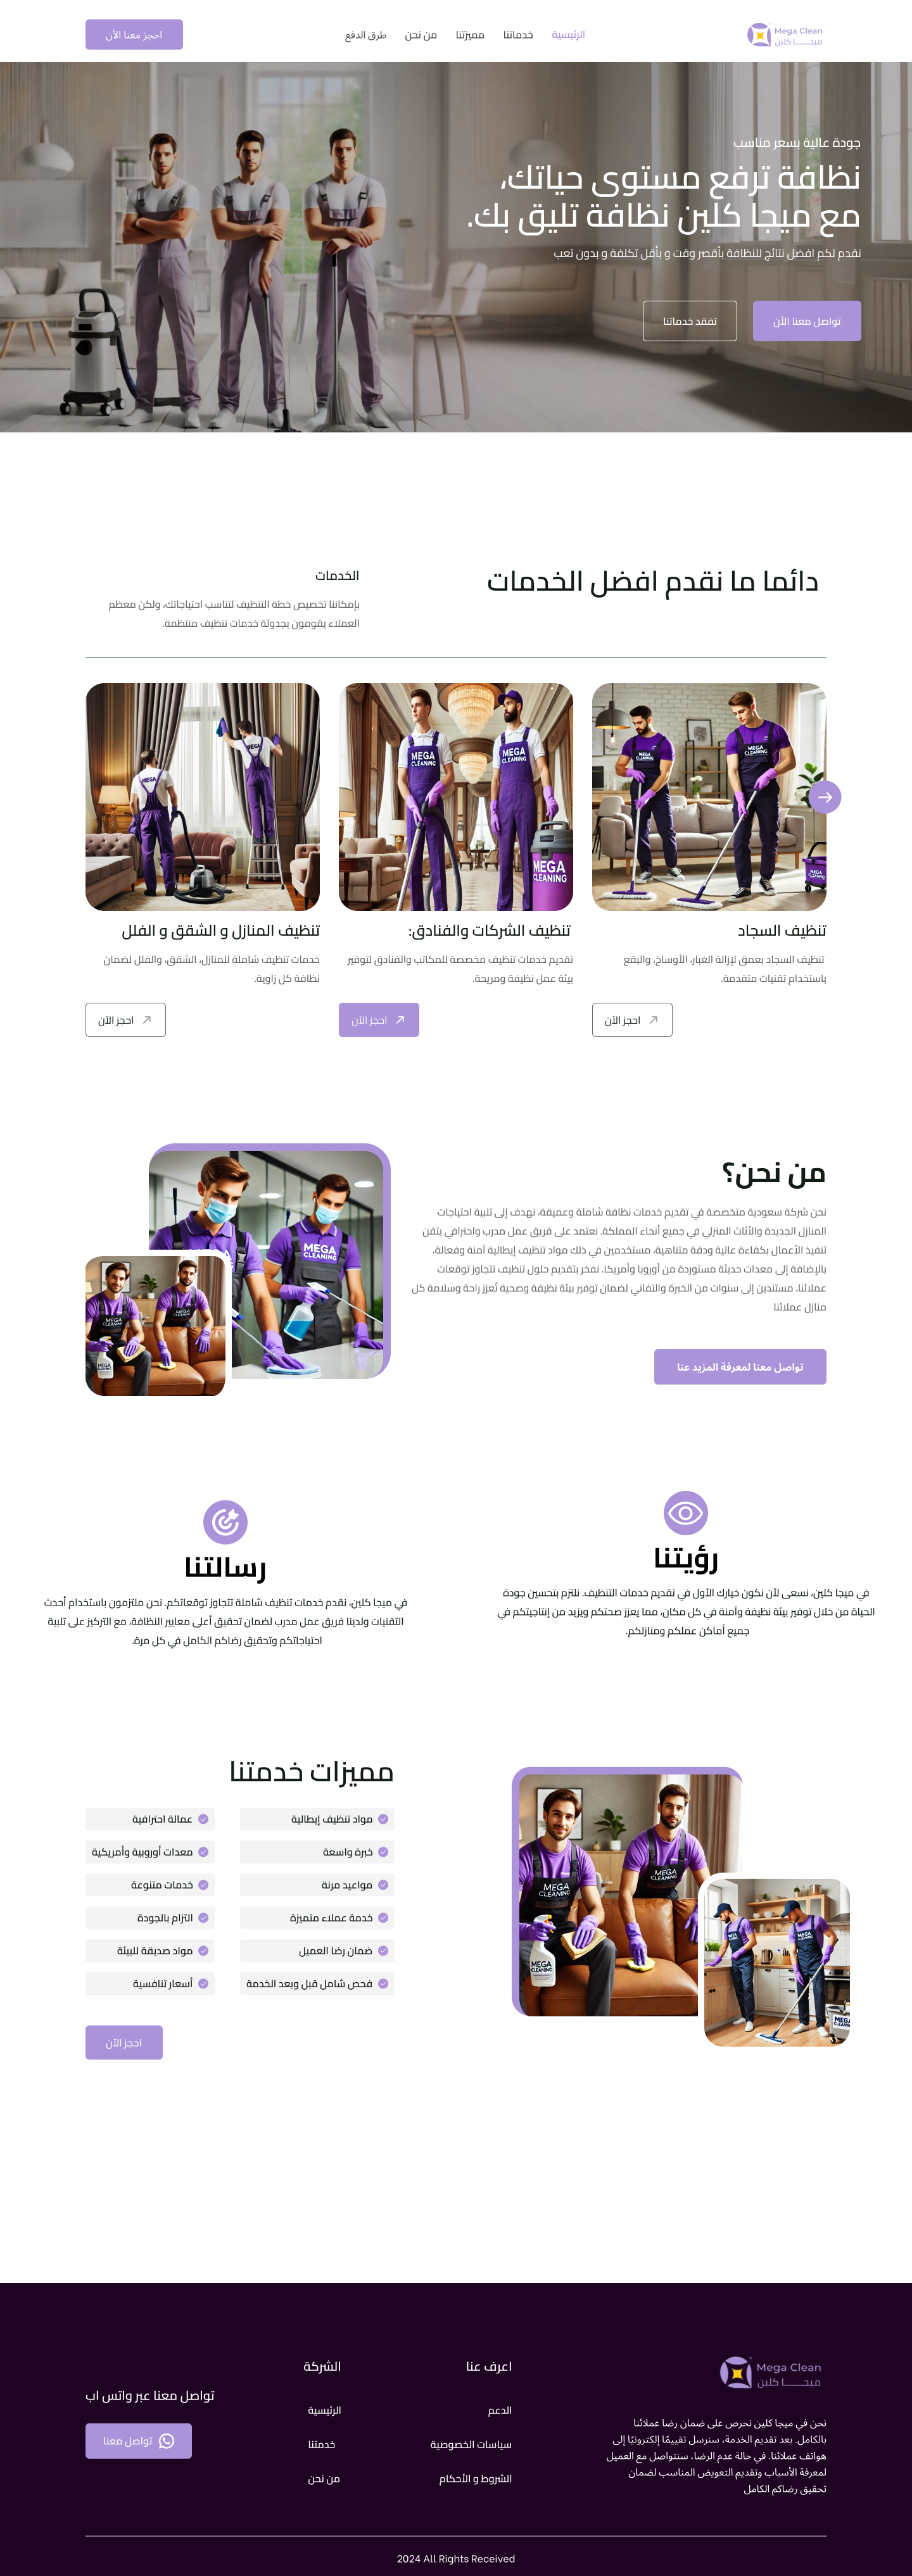 Mega Clean
ميجـــــا كلين
الرئيسية
خدماتنا
مميزتنا
من نحن
طرق الدفع
احجز معنا الأن
جودة عالية بسعر مناسب
نظافة ترفع مستوى حياتك،
مع ميجا كلين نظافة تليق بك.
نقدم لكم افضل نتائج للنظافة بأقصر وقت و بأقل تكلفة و بدون تعب
تواصل معنا الأن
تفقد خدماتنا
دائما ما نقدم افضل الخدمات
الخدمات
بإمكاننا تخصيص خطة التنظيف لتناسب احتياجاتك، ولكن معظم
العملاء يقومون بجدولة خدمات تنظيف منتظمة.
MEGA
CLEANING
MEGA
CLEANING
MEGA
CLEANING
تنظيف السجاد
تنظيف السجاد بعمق لإزالة الغبار، الأوساخ، والبقع
باستخدام تقنيات متقدمة.
احجز الآن
تنظيف الشركات والفنادق:
تقديم خدمات تنظيف مخصصة للمكاتب والفنادق لتوفير
بيئة عمل نظيفة ومريحة.
احجز الآن
تنظيف المنازل و الشقق و الفلل
خدمات تنظيف شاملة للمنازل، الشقق، والفلل لضمان
نظافة كل زاوية.
احجز الآن
من نحن؟
نحن شركة سعودية متخصصة في تقديم خدمات نظافة شاملة وعميقة، نهدف إلى تلبية احتياجات
المنازل الجديدة والأثاث المنزلي في جميع أنحاء المملكة. نعتمد على فريق عمل مدرب واحترافي يتقن
تنفيذ الأعمال بكفاءة عالية ودقة متناهية، مستخدمين في ذلك مواد تنظيف إيطالية آمنة وفعالة،
بالإضافة إلى معدات حديثة مستوردة من أوروبا وأمريكا. نفخر بتقديم حلول تنظيف تتجاوز توقعات
عملائنا، مستندين إلى سنوات من الخبرة والتفاني لضمان توفير بيئة نظيفة وصحية تُعزز راحة وسلامة كل
منازل عملائنا
تواصل معنا لمعرفة المزيد عنا
رؤيتنا
في ميجا كلين، نسعى لأن نكون خيارك الأول في تقديم خدمات التنظيف. نلتزم بتحسين جودة
الحياة من خلال توفير بيئة نظيفة وآمنة في كل مكان، مما يعزز صحتكم ويزيد من إنتاجيتكم في
جميع أماكن عملكم ومنازلكم.
رسالتنا
في ميجا كلين، نقدم خدمات تنظيف شاملة تتجاوز توقعاتكم. نحن ملتزمون باستخدام أحدث
التقنيات ولدينا فريق عمل مدرب لضمان تحقيق أعلى معايير النظافة، مع التركيز على تلبية
احتياجاتكم وتحقيق رضاكم الكامل في كل مرة.
مميزات خدمتنا
مواد تنظيف إيطالية
عمالة احترافية
خبرة واسعة
معدات أوروبية وأمريكية
مواعيد مرنة
خدمات متنوعة
خدمة عملاء متميزة
التزام بالجودة
ضمان رضا العميل
مواد صديقة للبيئة
فحص شامل قبل وبعد الخدمة
أسعار تنافسية
احجز الآن
Mega Clean
ميجـــــا كلين
نحن في ميجا كلين نحرص على ضمان رضا عملائنا
بالكامل. بعد تقديم الخدمة، سنرسل تقييمًا إلكترونيًا إلى
هواتف عملائنا. في حالة عدم الرضا، سنتواصل مع العميل
لمعرفة الأسباب وتقديم التعويض المناسب لضمان
تحقيق رضاكم الكامل
اعرف عنا
الدعم
سياسات الخصوصية
الشروط و الأحكام
الشركة
الرئيسية
خدمتنا
من نحن
تواصل معنا عبر واتس اب
تواصل معنا
2024 All Rights Received